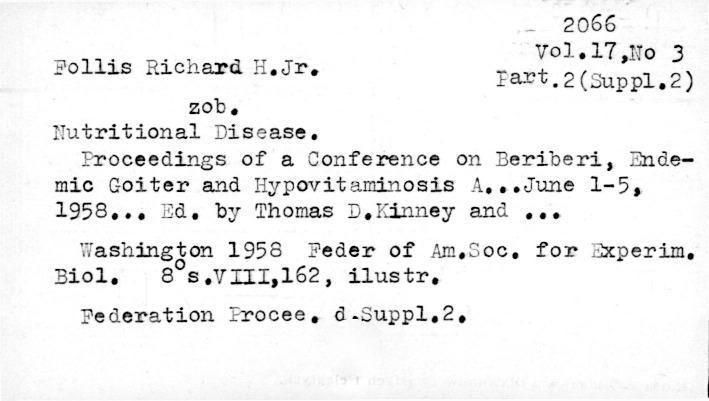 2066
Vol.17,No 3
Follis Richard H.Jr.
Part.2(Suppl.2)
zob.
Nutritional Disease.
Proceedings of a Conference on Beriberi, Ende-
mic Goiter and Hypovitaminosis A...June 1-5,
1958... Ed. by Thomas D.Kinney and ...
Washington 1958 Feder of Am.Soc. for Experim.
Biol. 8°s.VIII,162, ilustr.
Federation Procee. d.Suppl.2.